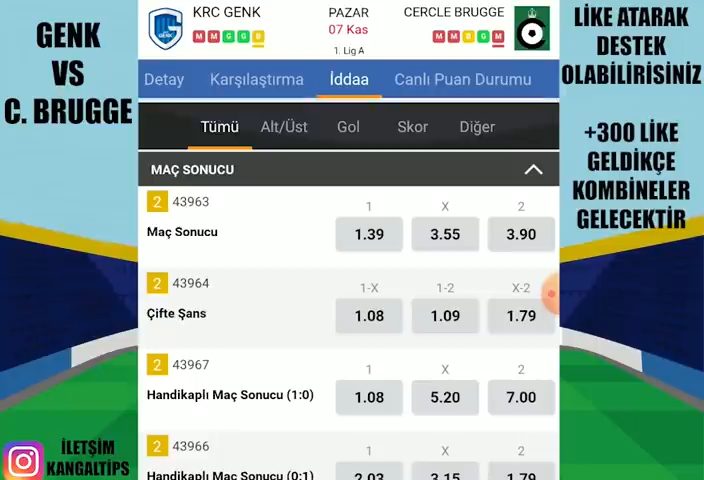 GENK
VS
C. BRUGGE
KRC GENK
M M G G B
PAZAR
07 Kas
1. Lig A
CERCLE BRUGGE
M M B G M
LİKE ATARAK
DESTEK
OLABİLİRİSİNİZ
+300 LİKE
GELDİKÇE
KOMBİNELER
GELECEKTİR
Detay Karşılaştırma İddaa Canlı Puan Durumu
Tümü Alt/Üst Gol Skor Diğer
MAÇ SONUCU
2 43963
Maç Sonucu
1 X 2
1.39 3.55 3.90
2 43964
Çifte Şans
1-X 1-2 X-2
1.08 1.09 1.79
2 43967
Handikaplı Maç Sonucu (1:0)
1 X 2
1.08 5.20 7.00
2 43966
Handikaplı Maç Sonucu (0:1)
1 X 2
2.03 3.15 1.79
İLETŞİM
KANGALTİPS